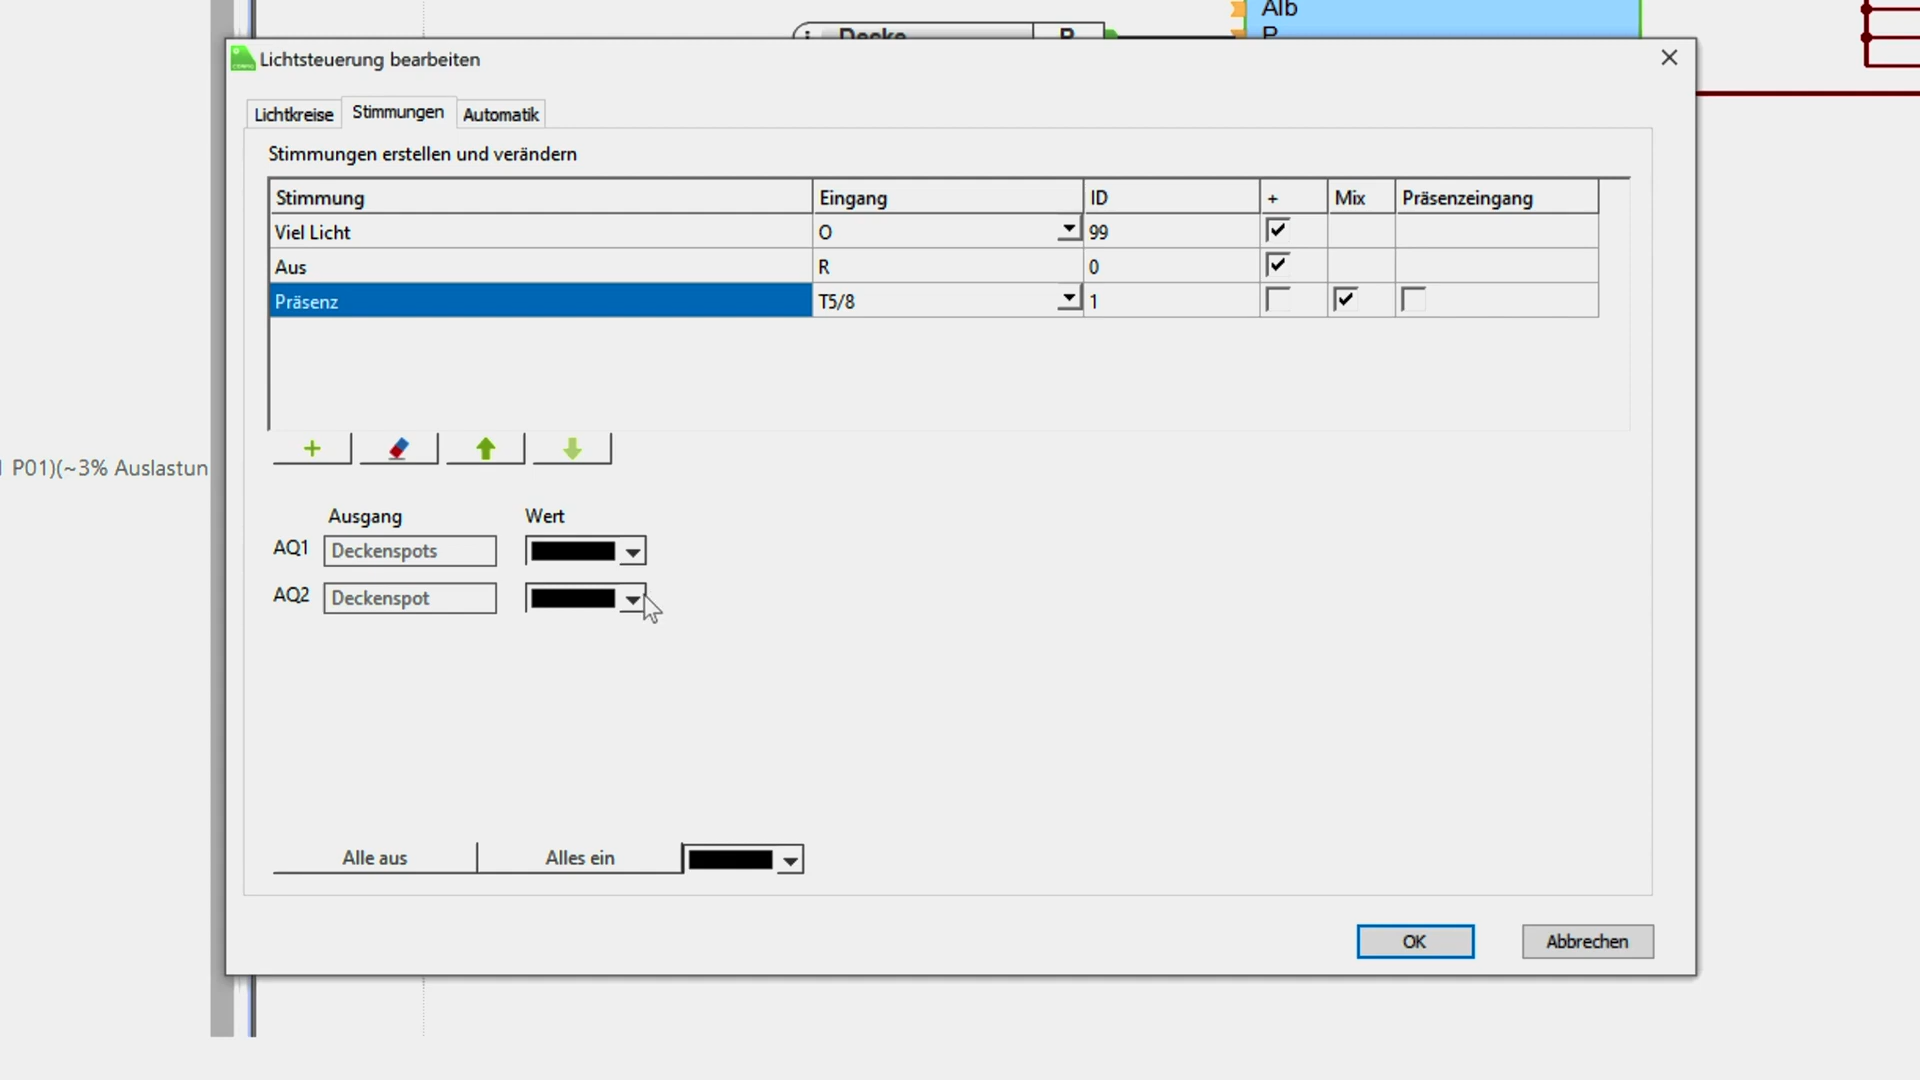 Alb
P
Decke
P
Lichtsteuerung bearbeiten
Lichtkreise
Stimmungen
Automatik
Stimmungen erstellen und verändern
Stimmung
Eingang
ID
+
Mix
Präsenzeingang
Viel Licht
O
99
Aus
R
0
Präsenz
T5/8
1
P01)(~3% Auslastun
Ausgang
Wert
AQ1
Deckenspots
AQ2
Deckenspot
Alle aus
Alles ein
OK
Abbrechen